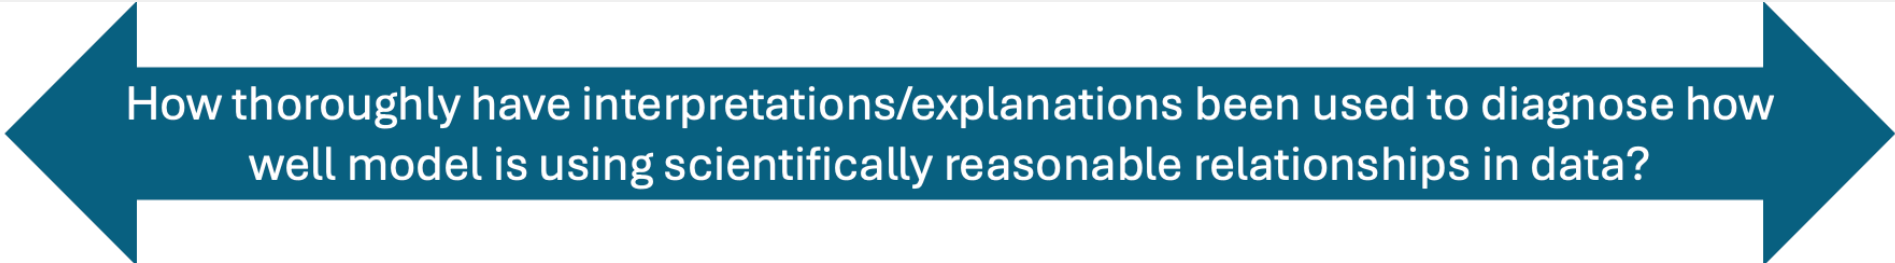 How thoroughly have interpretations/explanations been used to diagnose how
well model is using scientifically reasonable relationships in data?